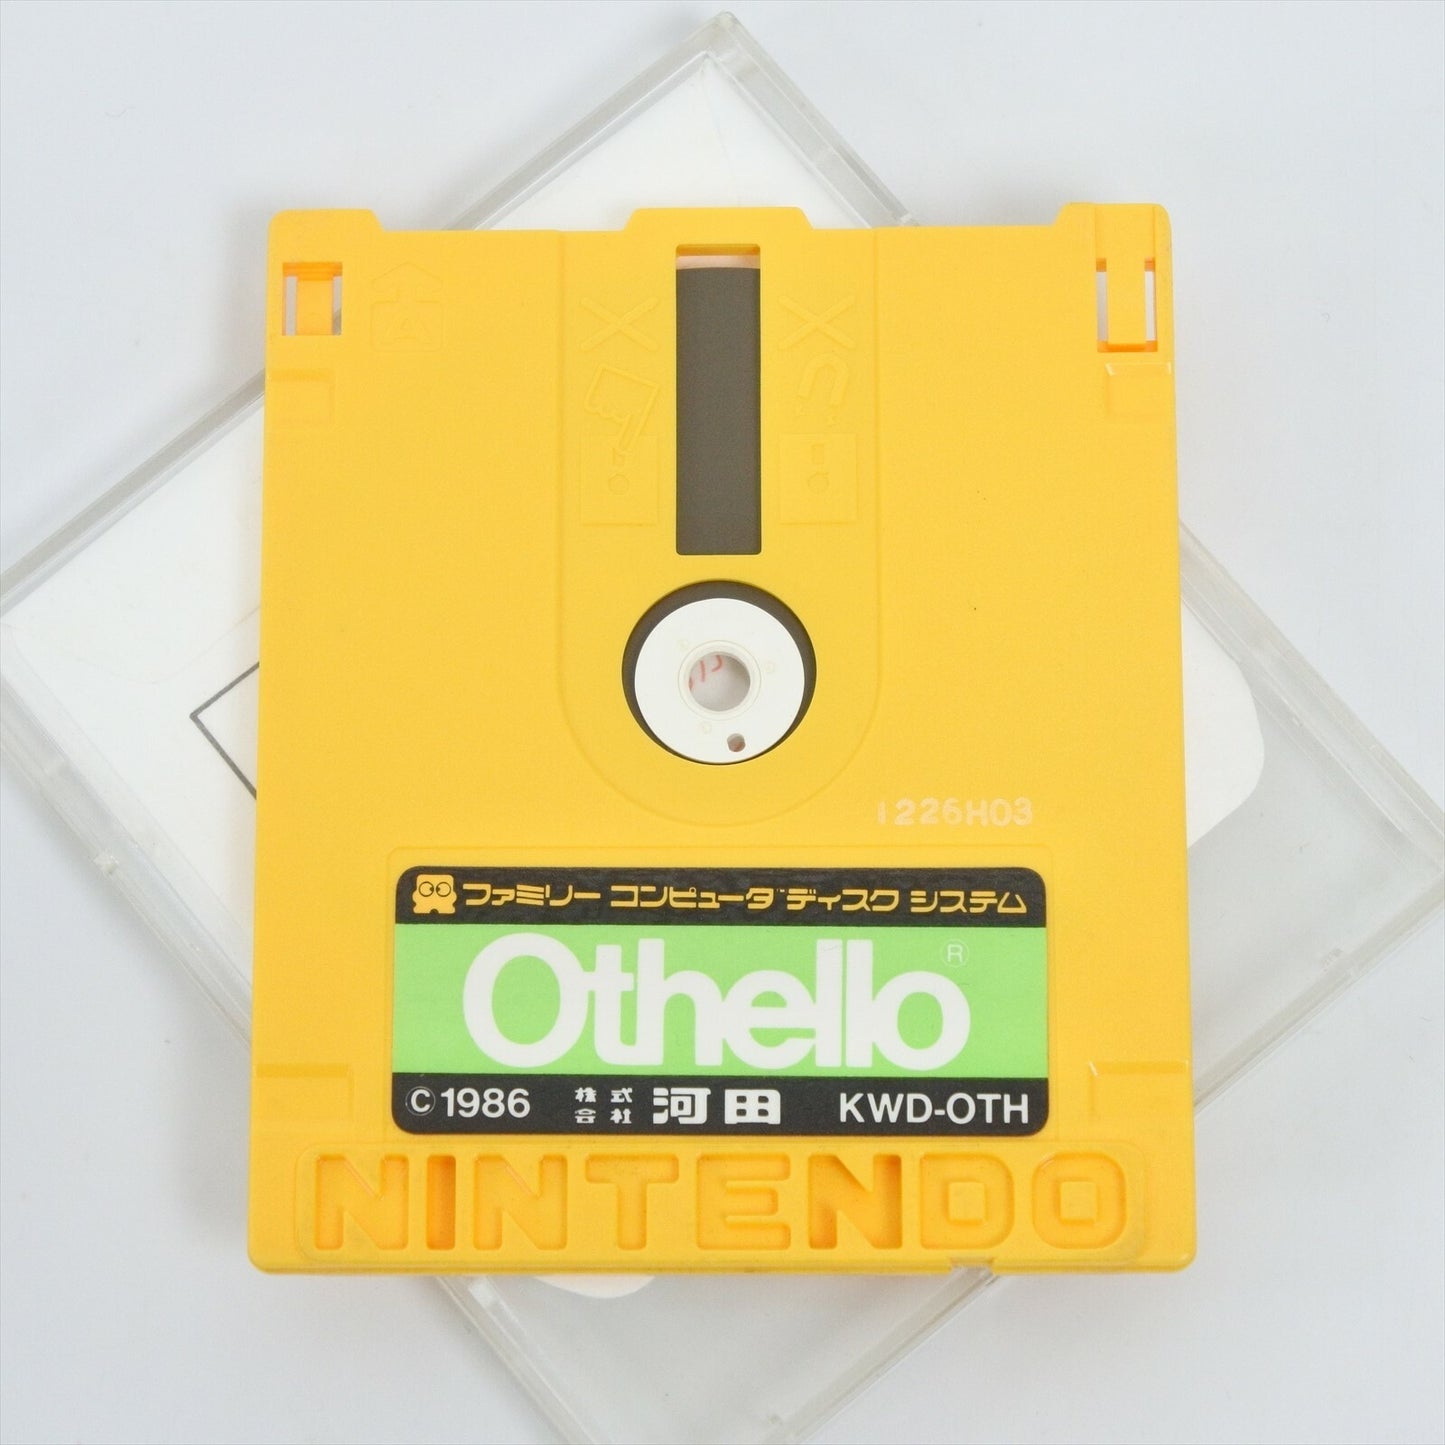 1226H03
ファミリー コンピュータ ディスク システム
Othello®
©1986 株式会社 河田 KWD-OTH
NINTENDO